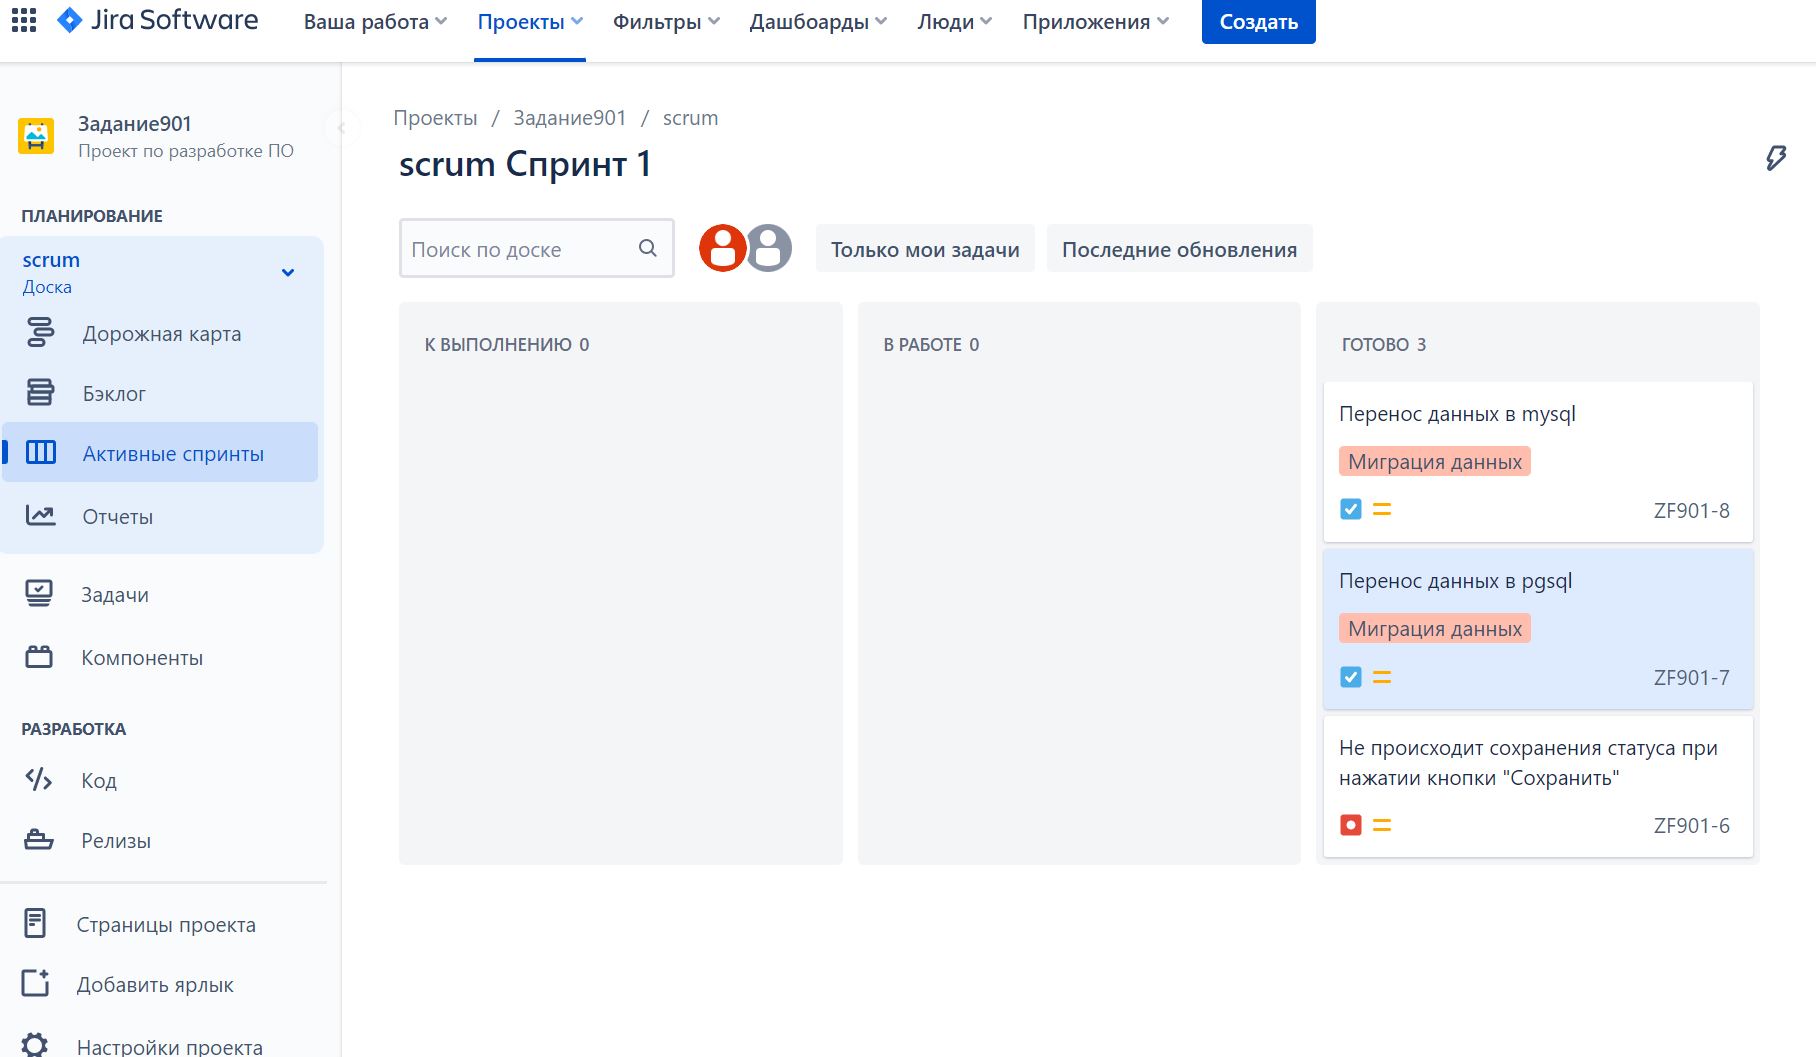 Jira Software
Ваша работа
Проекты
Фильтры
Дашбоарды
Люди
Приложения
Создать
Задание901
Проект по разработке ПО
ПЛАНИРОВАНИЕ
scrum
Доска
Дорожная карта
Бэклог
Активные спринты
Отчеты
Задачи
Компоненты
РАЗРАБОТКА
Код
Релизы
Страницы проекта
Добавить ярлык
Настройки проекта
Проекты / Задание901 / scrum
scrum Спринт 1
Поиск по доске
Только мои задачи
Последние обновления
К ВЫПОЛНЕНИЮ 0
В РАБОТЕ 0
ГОТОВО 3
Перенос данных в mysql
Миграция данных
ZF901-8
Перенос данных в pgsql
Миграция данных
ZF901-7
Не происходит сохранения статуса при
нажатии кнопки "Сохранить"
ZF901-6